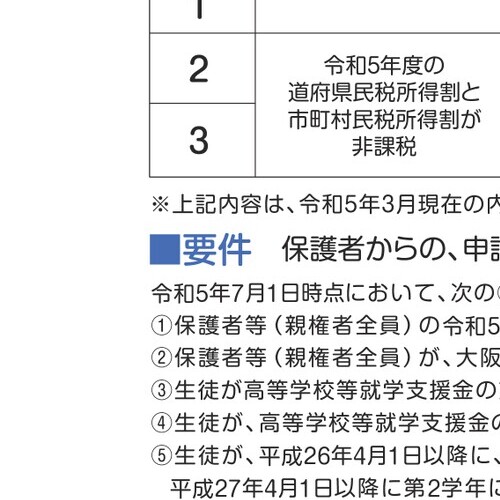 1
2
3
令和5年度の
道府県民税所得割と
市町村民税所得割が
非課税
※上記内容は、令和5年3月現在の
■要件 保護者からの、申
令和5年7月1日時点において、次の
①保護者等(親権者全員)の令和5
②保護者等(親権者全員)が、大阪
③生徒が高等学校等就学支援金の
④生徒が、高等学校等就学支援金の
⑤生徒が、平成26年4月1日以降に、
平成27年4月1日以降に第2学年に